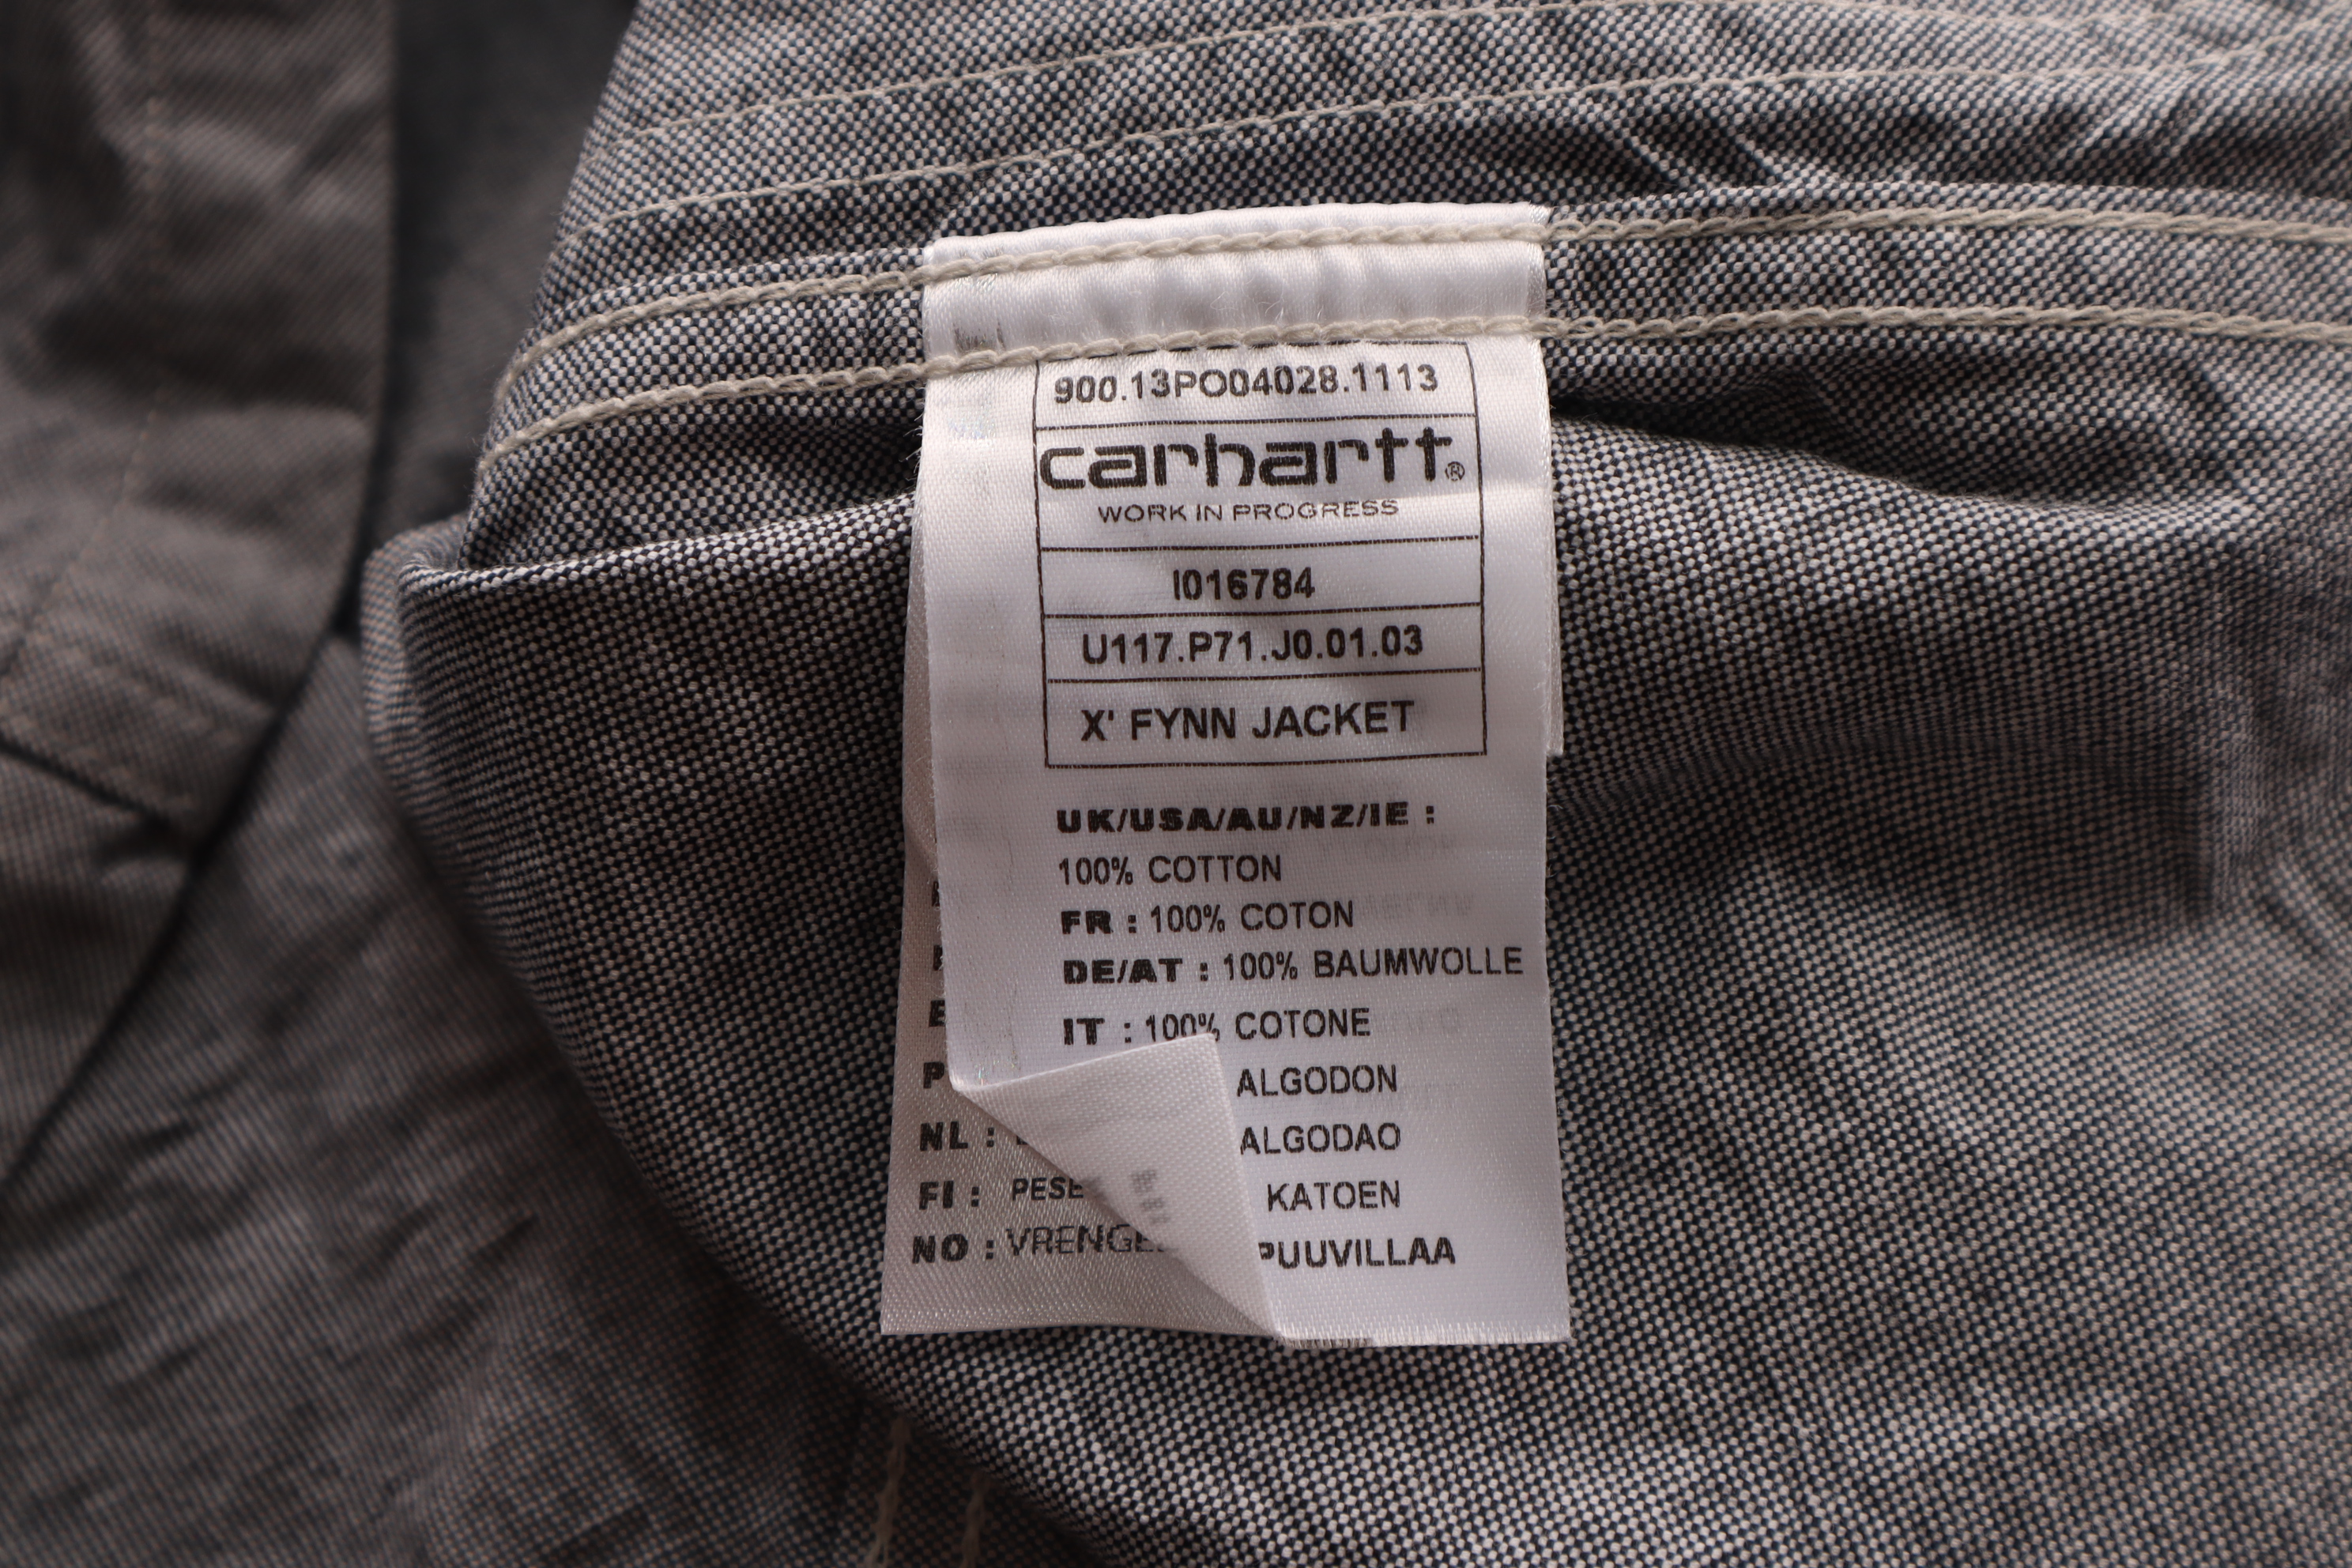 900.13PO04028.1113
carhartt®
WORK IN PROGRESS
I016784
U117.P71.J0.01.03
X' FYNN JACKET
UK/USA/AU/NZ/IE :
100% COTTON
FR : 100% COTON
DE/AT : 100% BAUMWOLLE
IT : 100% COTONE
ALGODON
ALGODAO
KATOEN
PUUVILLAA
NL :
FI :
NO :